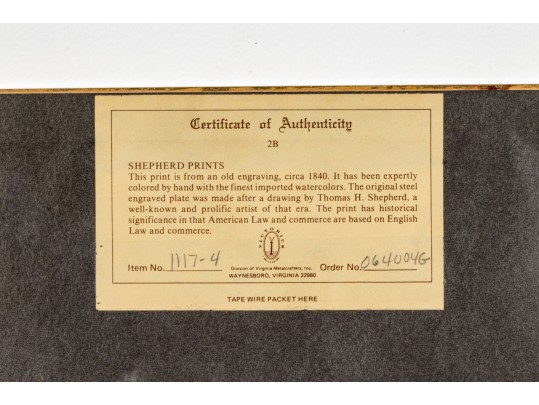 Certificate of Authenticity
2B
SHEPHERD PRINTS
This print is from an old engraving, circa 1840. It has been expertly
colored by hand with the finest imported watercolors. The original steel
engraved plate was made after a drawing by Thomas H. Shepherd, a
well-known and prolific artist of that era. The print has historical
significance in that American Law and commerce are based on English
Law and commerce.
VICTORIUS
Item No. 1117-4 Division of Virginia Metalcrafters, Inc. Order No. 064004G
WAYNESBORO, VIRGINIA 22980
TAPE WIRE PACKET HERE